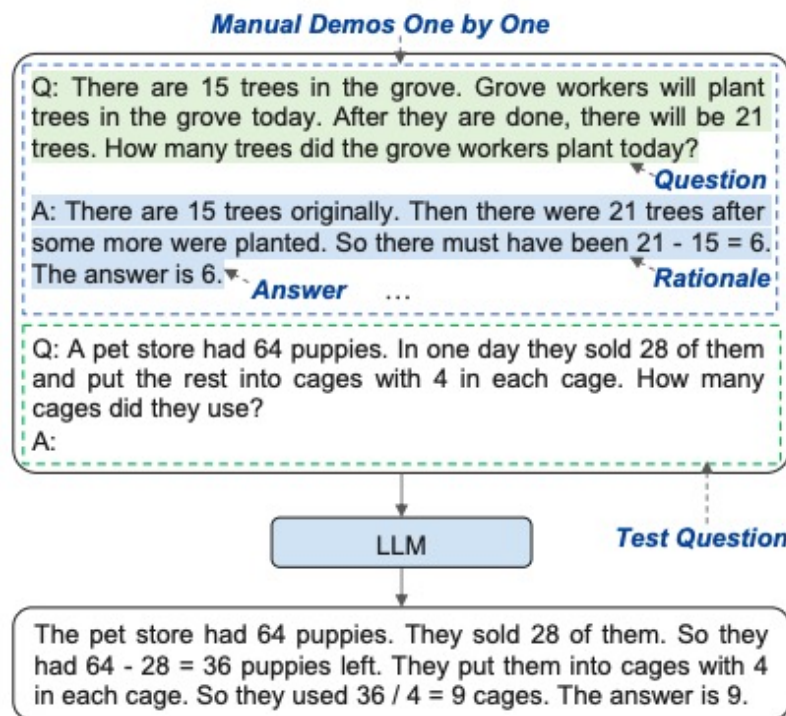 Manual Demos One by One
Q: There are 15 trees in the grove. Grove workers will plant
trees in the grove today. After they are done, there will be 21
trees. How many trees did the grove workers plant today?
Question
A: There are 15 trees originally. Then there were 21 trees after
some more were planted. So there must have been 21 - 15 = 6.
The answer is 6.
Rationale
Answer ...
Q: A pet store had 64 puppies. In one day they sold 28 of them
and put the rest into cages with 4 in each cage. How many
cages did they use?
A:
LLM
Test Question
The pet store had 64 puppies. They sold 28 of them. So they
had 64 - 28 = 36 puppies left. They put them into cages with 4
in each cage. So they used 36 / 4 = 9 cages. The answer is 9.